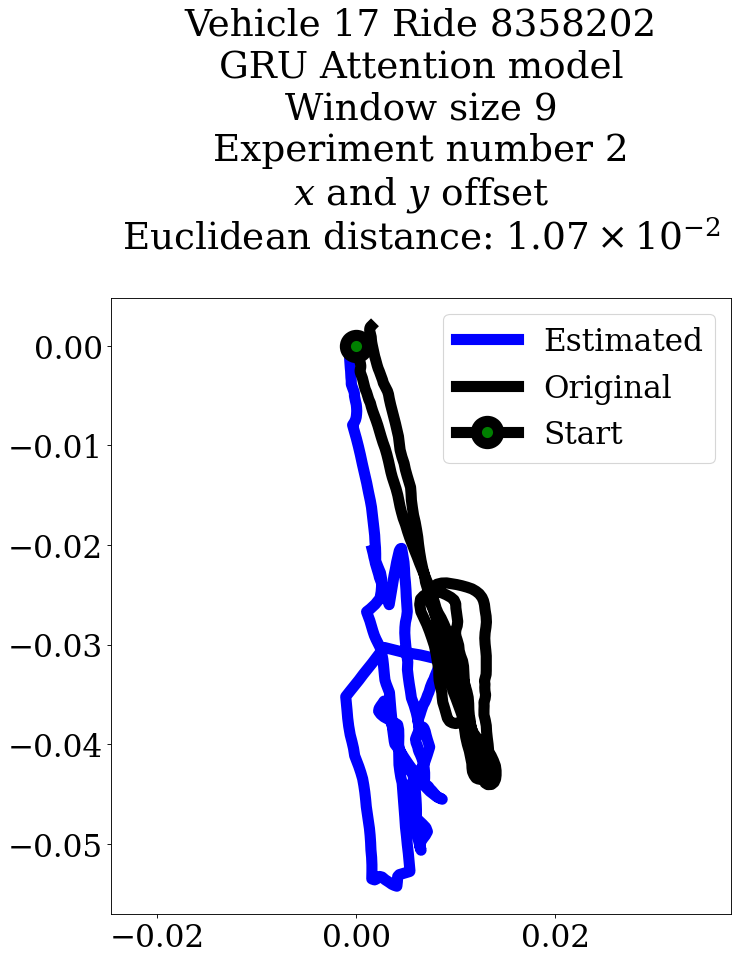 Vehicle 17 Ride 8358202
GRU Attention model
Window size 9
Experiment number 2
x and y offset
Euclidean distance: 1.07 × 10⁻²
Estimated
Original
Start
0.00
−0.01
−0.02
−0.03
−0.04
−0.05
−0.02 0.00 0.02